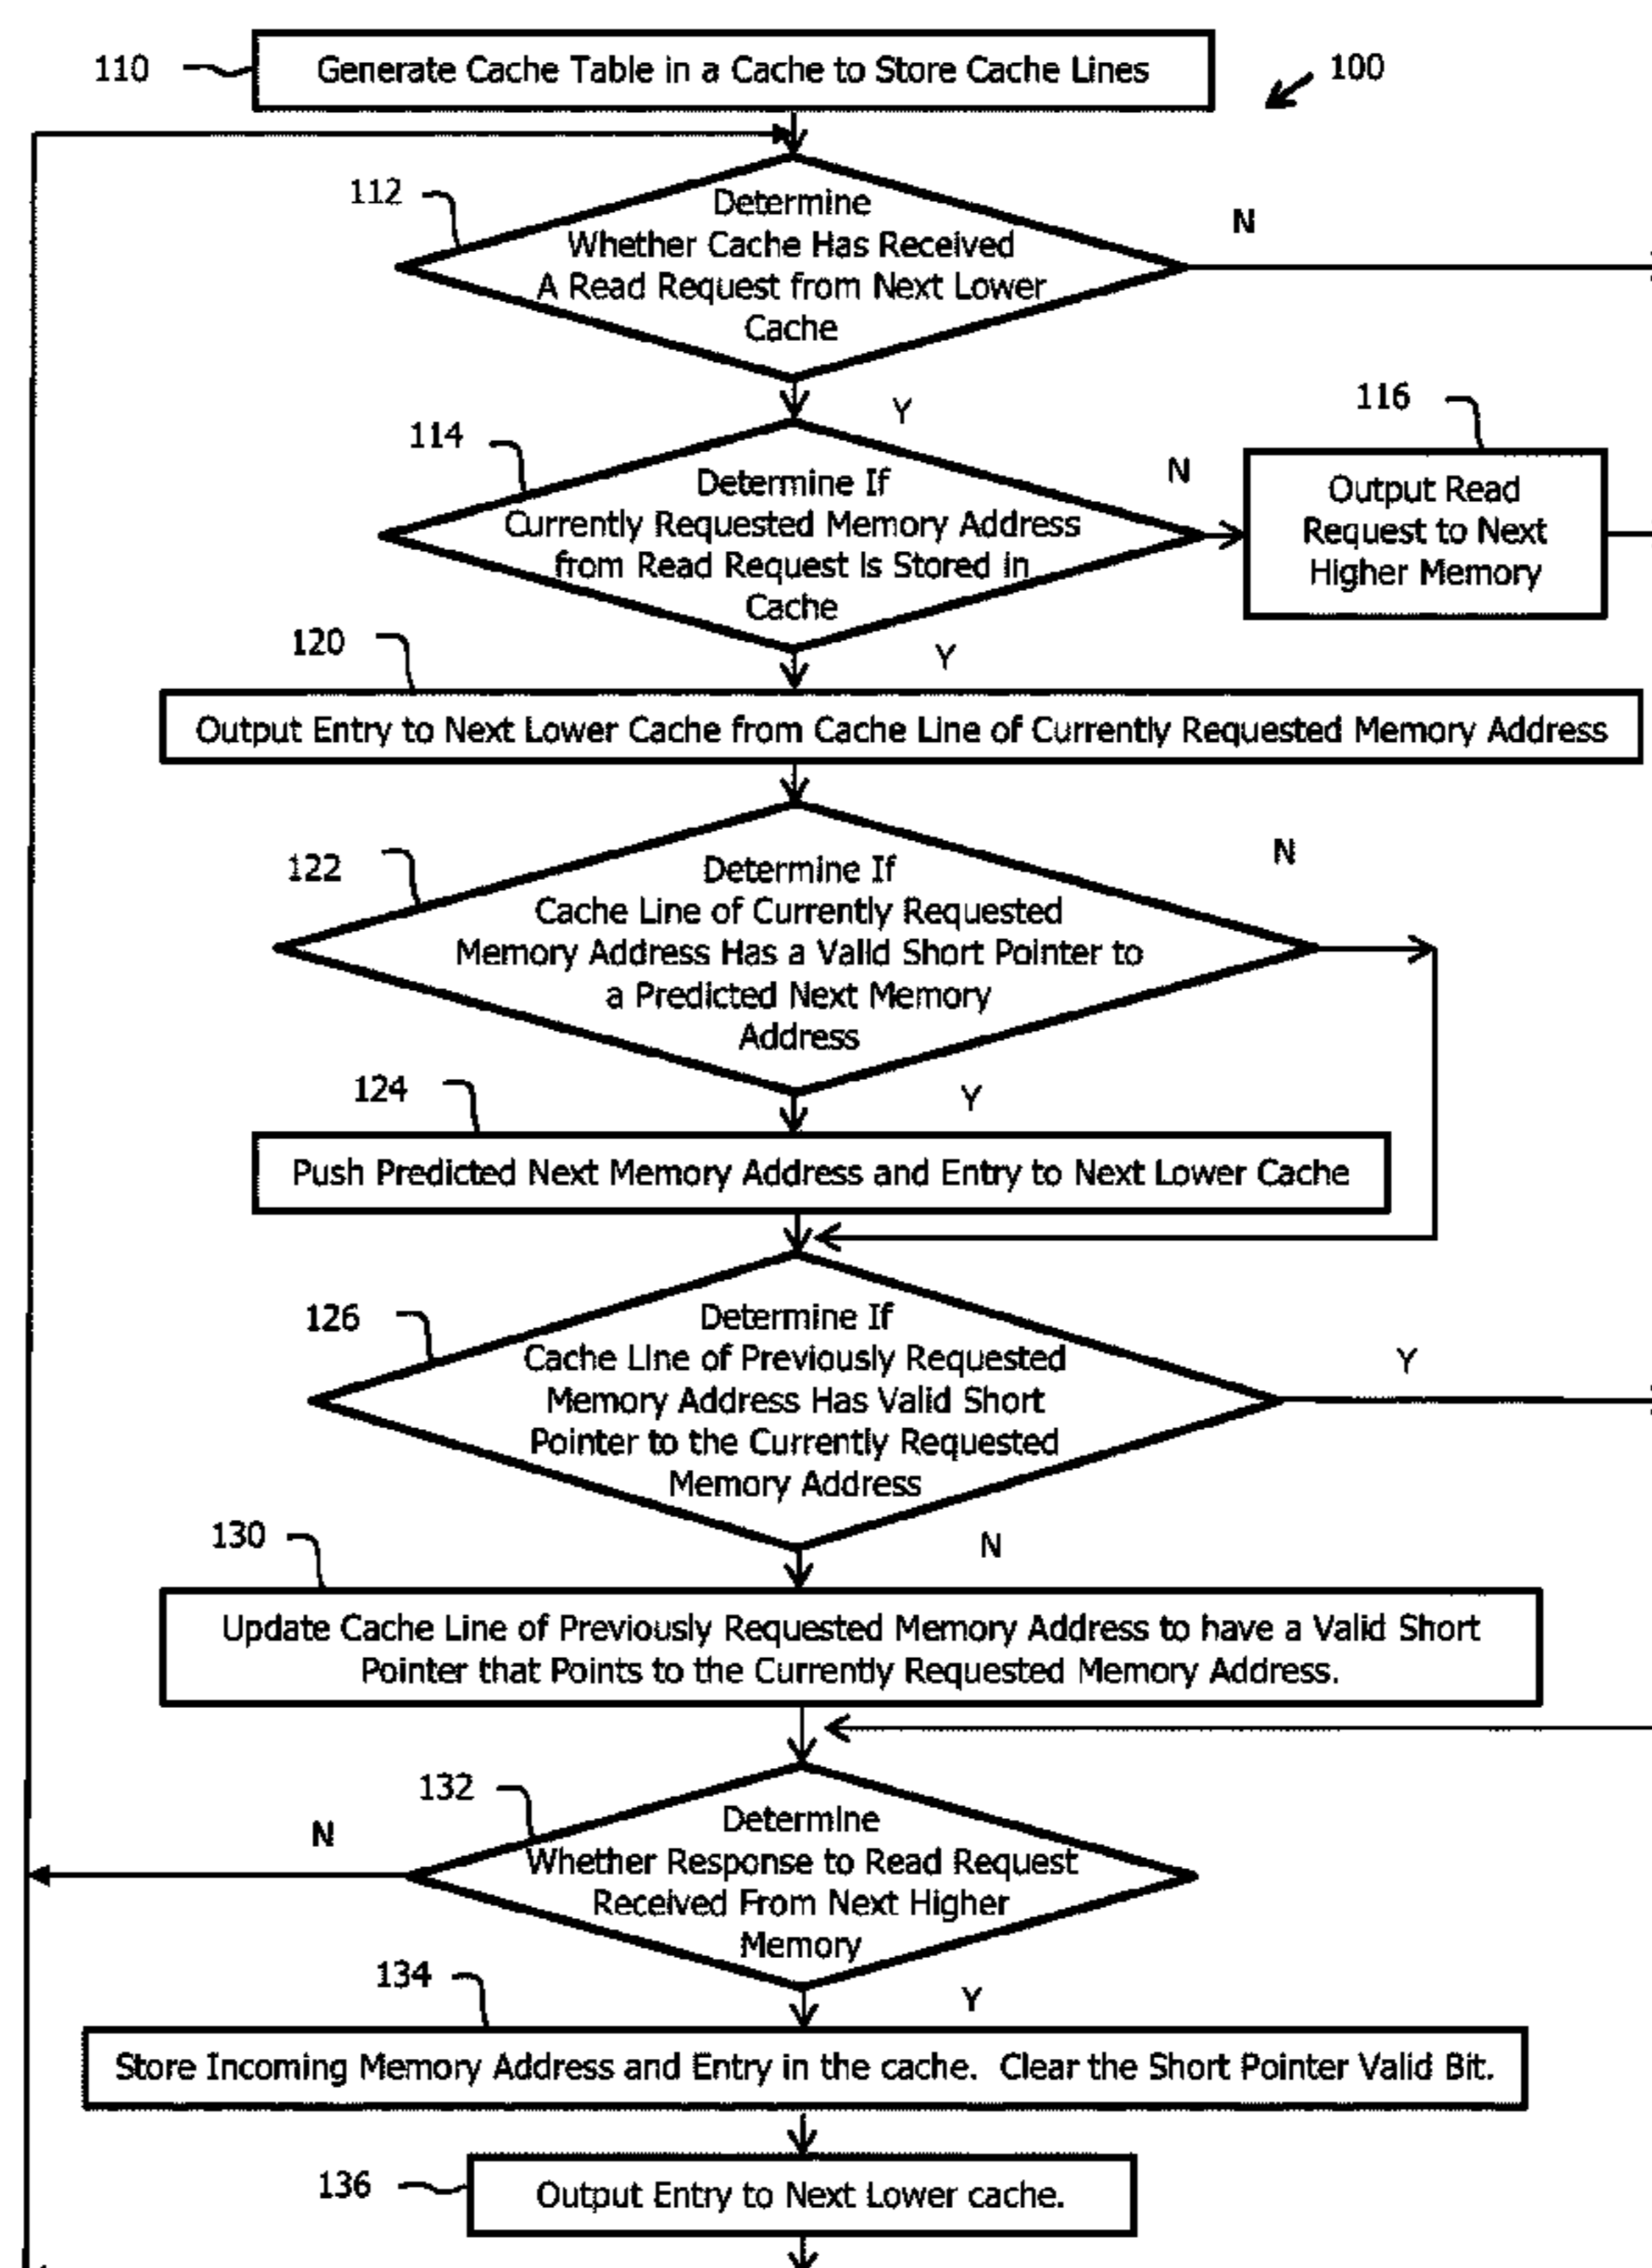 110
Generate Cache Table in a Cache to Store Cache Lines
100
112
Determine
Whether Cache Has Received
A Read Request from Next Lower
Cache
N
Y
114
Determine If
Currently Requested Memory Address
from Read Request is Stored in
Cache
N
116
Output Read
Request to Next
Higher Memory
Y
120
Output Entry to Next Lower Cache from Cache Line of Currently Requested Memory Address
122
Determine If
Cache Line of Currently Requested
Memory Address Has a Valid Short Pointer to
a Predicted Next Memory
Address
N
Y
124
Push Predicted Next Memory Address and Entry to Next Lower Cache
126
Determine If
Cache Line of Previously Requested
Memory Address Has Valid Short
Pointer to the Currently Requested
Memory Address
Y
N
130
Update Cache Line of Previously Requested Memory Address to have a Valid Short
Pointer that Points to the Currently Requested Memory Address.
132
Determine
Whether Response to Read Request
Received From Next Higher
Memory
N
Y
134
Store Incoming Memory Address and Entry in the cache. Clear the Short Pointer Valid Bit.
136
Output Entry to Next Lower cache.